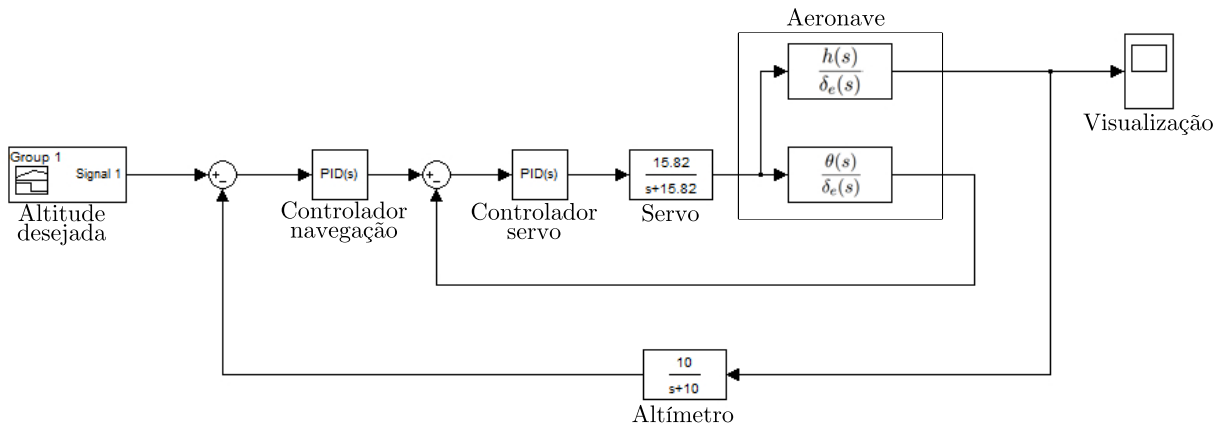 Aeronave
h(s)
δₑ(s)
Visualização
Group 1
Signal 1
Altitude
desejada
+
−
PID(s)
Controlador
navegação
+
−
PID(s)
Controlador
servo
15.82
s+15.82
Servo
θ(s)
δₑ(s)
10
s+10
Altímetro